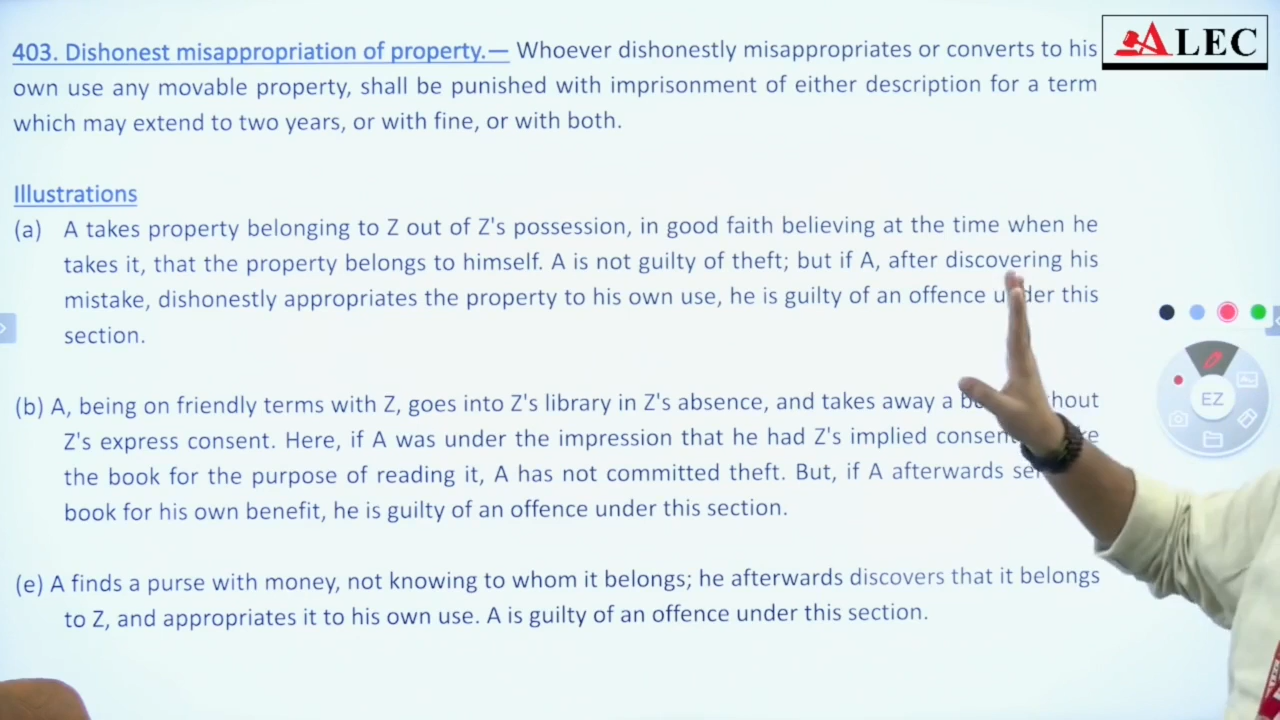 403. Dishonest misappropriation of property.— Whoever dishonestly misappropriates or converts to his
own use any movable property, shall be punished with imprisonment of either description for a term
which may extend to two years, or with fine, or with both.
ALEC
Illustrations
(a) A takes property belonging to Z out of Z's possession, in good faith believing at the time when he
takes it, that the property belongs to himself. A is not guilty of theft; but if A, after discovering his
mistake, dishonestly appropriates the property to his own use, he is guilty of an offence under this
section.
(b) A, being on friendly terms with Z, goes into Z's library in Z's absence, and takes away a
Z's express consent. Here, if A was under the impression that he had Z's implied consent
the book for the purpose of reading it, A has not committed theft. But, if A afterwards
book for his own benefit, he is guilty of an offence under this section.
(e) A finds a purse with money, not knowing to whom it belongs; he afterwards discovers that it belongs
to Z, and appropriates it to his own use. A is guilty of an offence under this section.
EZ